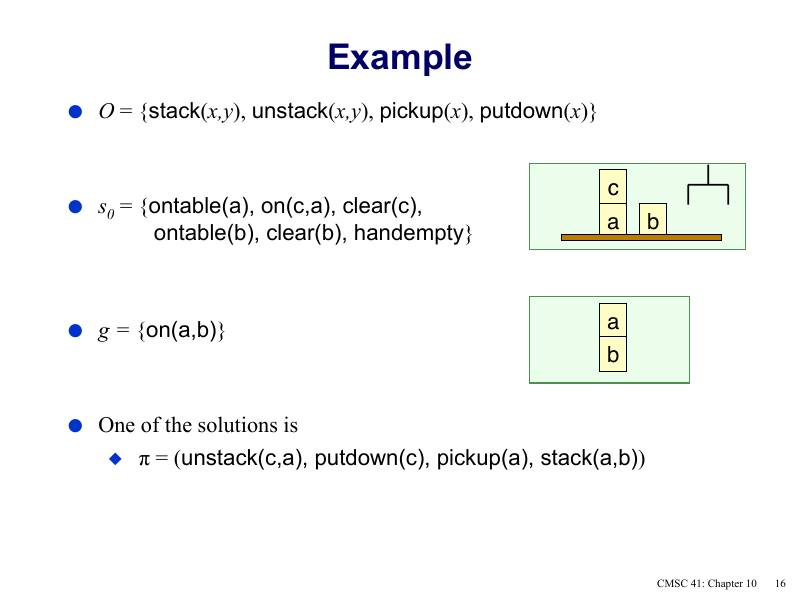 Example
● O = {stack(x,y), unstack(x,y), pickup(x), putdown(x)}
● s0 = {ontable(a), on(c,a), clear(c),
ontable(b), clear(b), handempty}
c
a b
● g = {on(a,b)}
a
b
● One of the solutions is
◆ π = (unstack(c,a), putdown(c), pickup(a), stack(a,b))
CMSC 41: Chapter 10 16